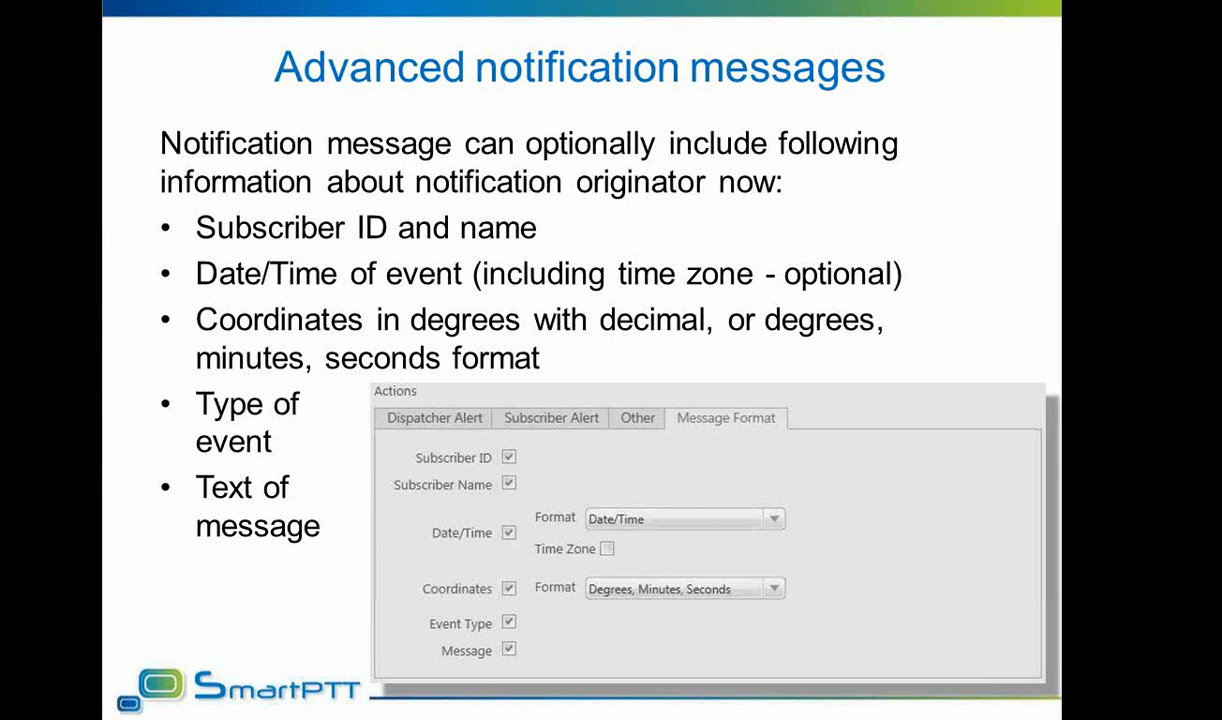 Advanced notification messages
Notification message can optionally include following
information about notification originator now:
• Subscriber ID and name
• Date/Time of event (including time zone - optional)
• Coordinates in degrees with decimal, or degrees,
minutes, seconds format
• Type of
event
• Text of
message
Actions
Dispatcher Alert Subscriber Alert Other Message Format
Subscriber ID
Subscriber Name
Format Date/Time
Date/Time
Time Zone
Coordinates Format Degrees, Minutes, Seconds
Event Type
Message
SmartPTT